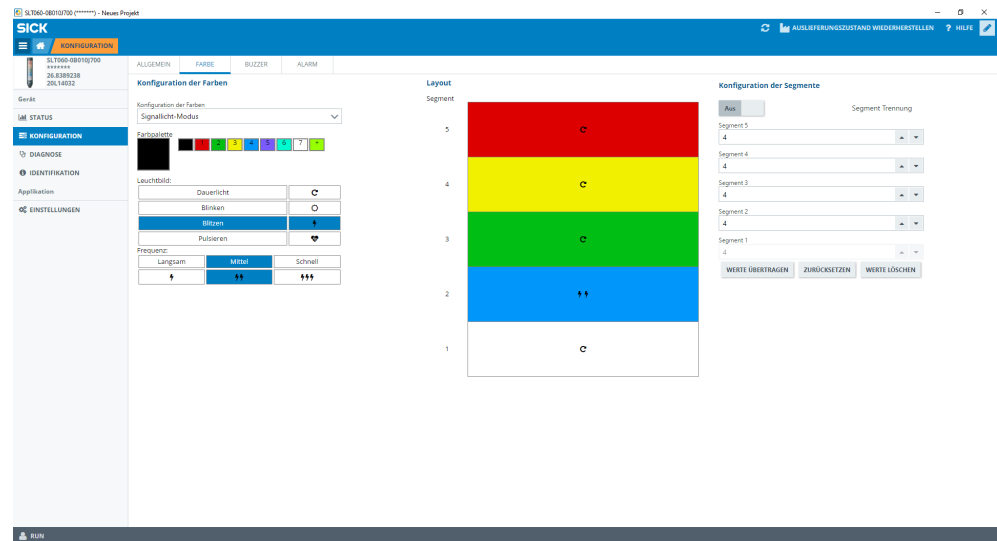 SLT060-0B010J700 (*******) - Neues Projekt
SICK
AUSLIEFERUNGSZUSTAND WIEDERHERSTELLEN
? HILFE
KONFIGURATION
SLT060-0B010J700
*******
26.8389238
20L14032
Gerät
STATUS
KONFIGURATION
DIAGNOSE
IDENTIFIKATION
Applikation
EINSTELLUNGEN
ALLGEMEIN FARBE BUZZER ALARM
Konfiguration der Farben
Konfiguration der Farben
Signallicht-Modus
Farbpalette
1 2 3 4 5 6 7 *
Leuchtbild:
Dauerlicht
Blinken
Blitzen
Pulsieren
Frequenz:
Langsam Mittel Schnell
Layout
Segment
5
4
3
2
1
Konfiguration der Segmente
Aus
Segment Trennung
Segment 5
4
Segment 4
4
Segment 3
4
Segment 2
4
Segment 1
4
WERTE ÜBERTRAGEN ZURÜCKSETZEN WERTE LÖSCHEN
RUN